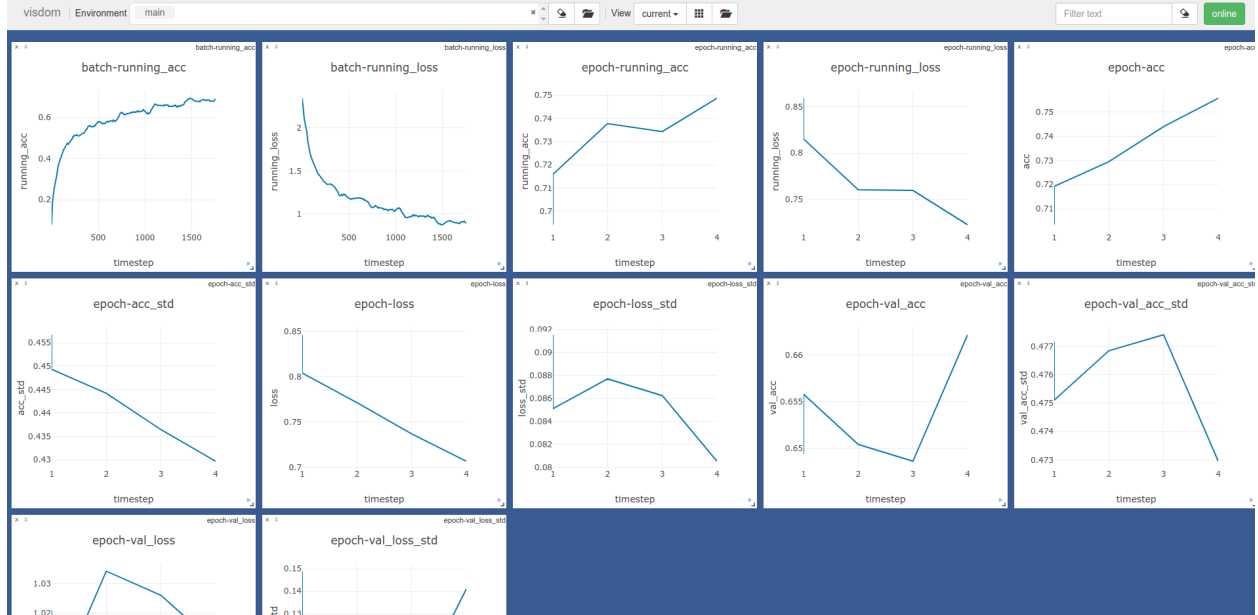 visdom Environment main x View current Filter text online
x batch-running_acc
batch-running_acc
running_acc
0.6
0.4
0.2
500 1000 1500
timestep
x batch-running_loss
batch-running_loss
running_loss
2
1.5
1
500 1000 1500
timestep
x epoch-running_acc
epoch-running_acc
running_acc
0.75
0.74
0.73
0.72
0.71
0.7
1 2 3 4
timestep
x epoch-running_loss
epoch-running_loss
running_loss
0.85
0.8
0.75
1 2 3 4
timestep
x epoch-acc
epoch-acc
acc
0.75
0.74
0.73
0.72
0.71
1 2 3 4
timestep
x epoch-acc_std
epoch-acc_std
acc_std
0.455
0.45
0.445
0.44
0.435
0.43
1 2 3 4
timestep
x epoch-loss
epoch-loss
loss
0.85
0.8
0.75
0.7
1 2 3 4
timestep
x epoch-loss_std
epoch-loss_std
loss_std
0.092
0.09
0.088
0.086
0.084
0.082
0.08
1 2 3 4
timestep
x epoch-val_acc
epoch-val_acc
val_acc
0.66
0.655
0.65
1 2 3 4
timestep
x epoch-val_acc_std
epoch-val_acc_std
val_acc_std
0.477
0.476
0.475
0.474
0.473
1 2 3 4
timestep
x epoch-val_loss
epoch-val_loss
1.03
1.02
x epoch-val_loss_std
epoch-val_loss_std
0.15
0.14
0.13